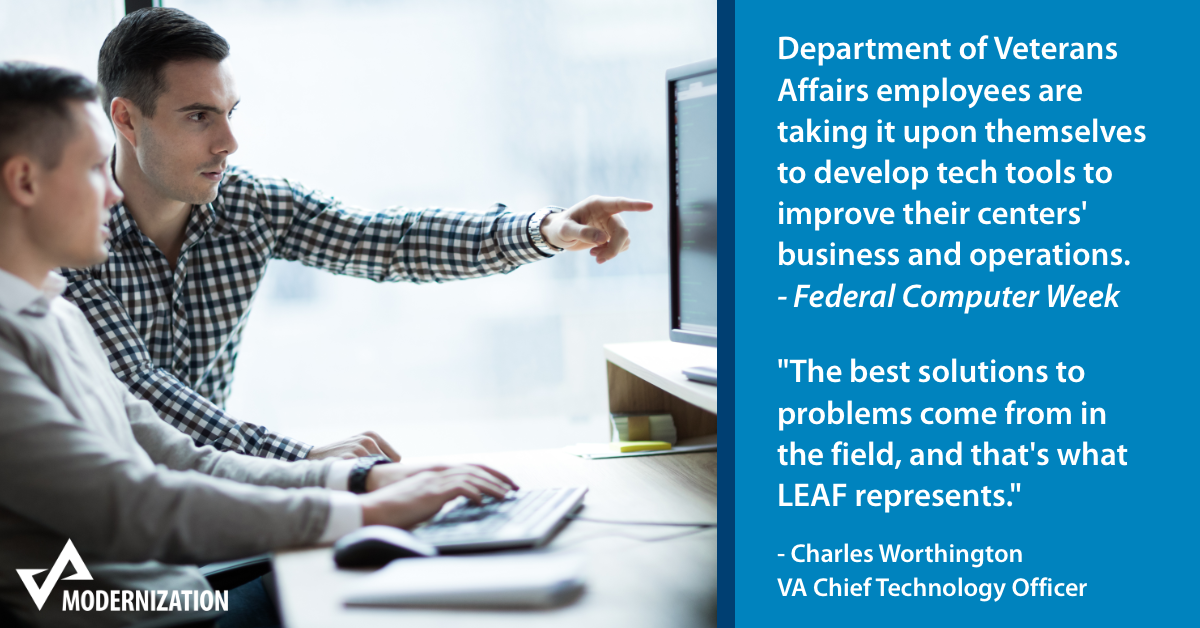 Department of Veterans
Affairs employees are
taking it upon themselves
to develop tech tools to
improve their centers'
business and operations.
- Federal Computer Week
"The best solutions to
problems come from in
the field, and that's what
LEAF represents."
- Charles Worthington
VA Chief Technology Officer
VA
MODERNIZATION